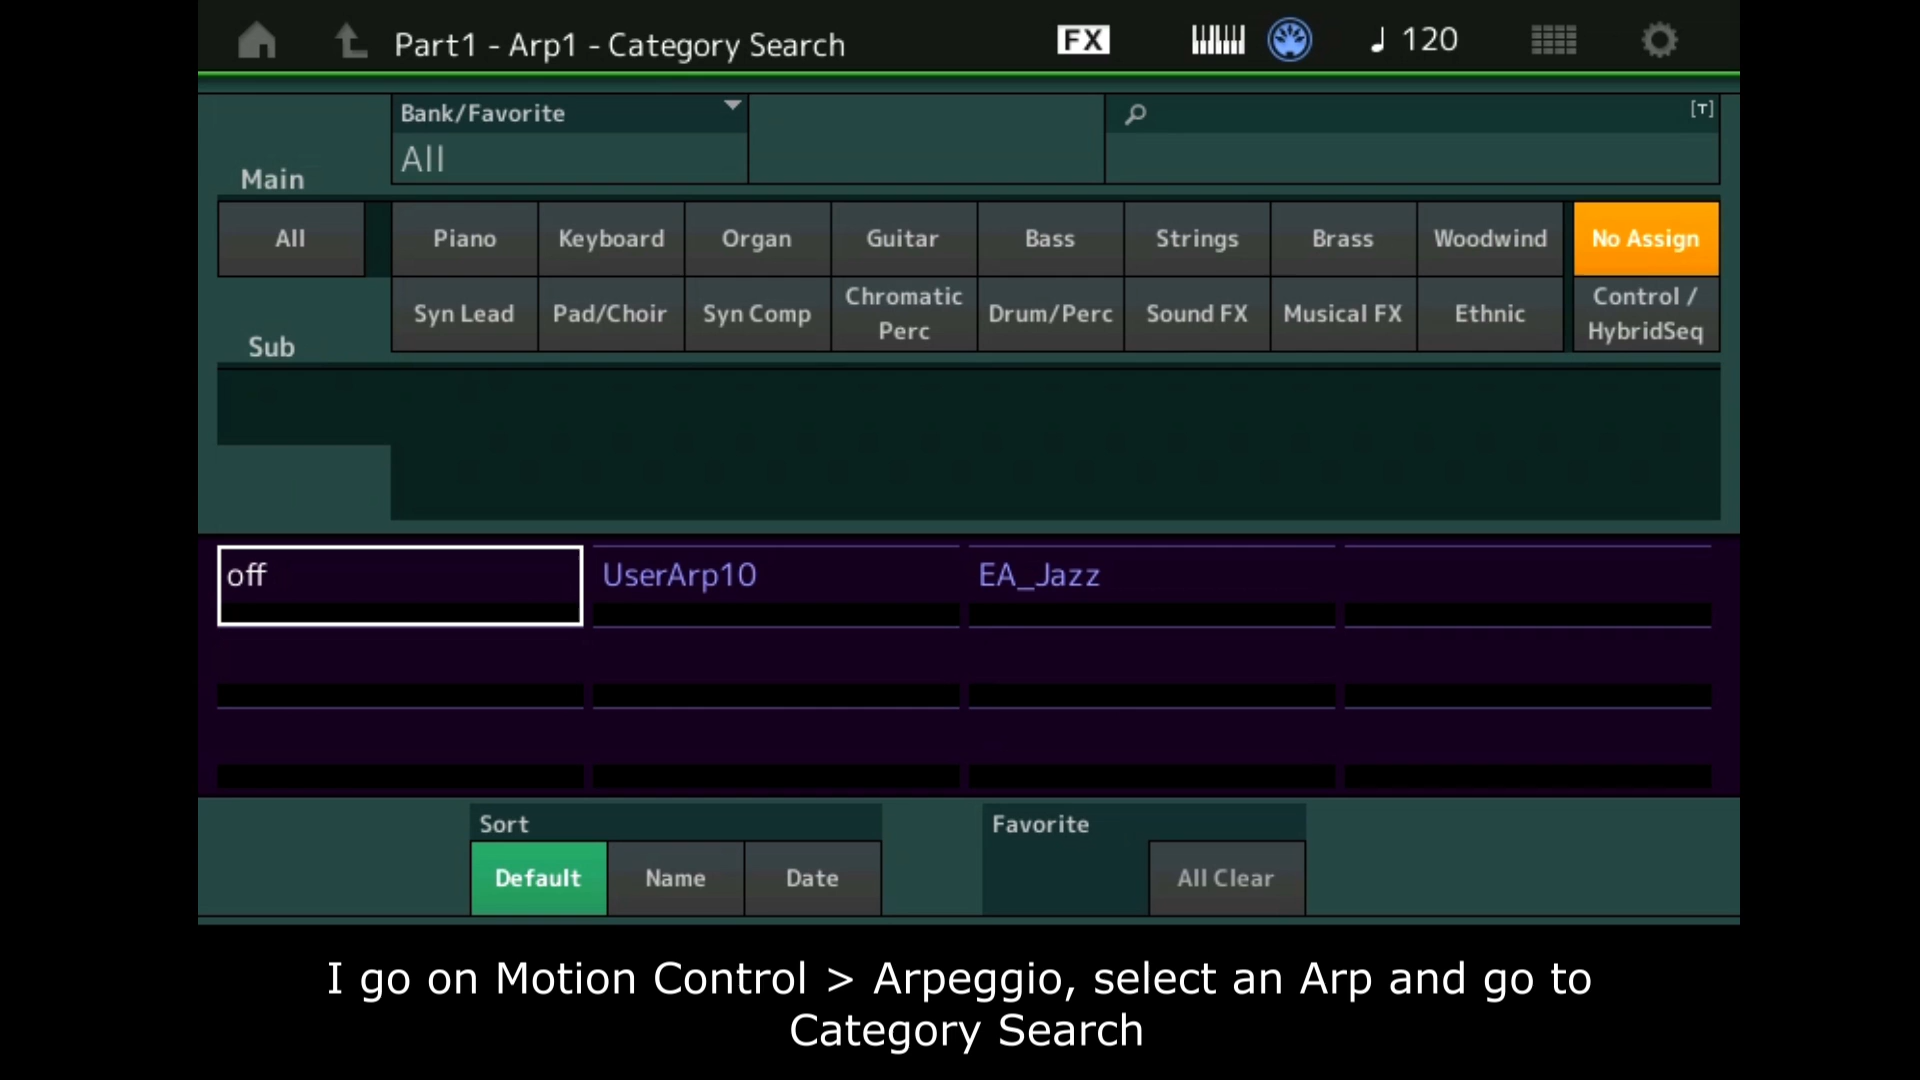 Part1 - Arp1 - Category Search
FX
♩ 120
Bank/Favorite
[T]
All
Main
All
Piano
Keyboard
Organ
Guitar
Bass
Strings
Brass
Woodwind
No Assign
Syn Lead
Pad/Choir
Syn Comp
Chromatic
Perc
Drum/Perc
Sound FX
Musical FX
Ethnic
Control /
HybridSeq
Sub
off
UserArp10
EA_Jazz
Sort
Default
Name
Date
Favorite
All Clear
I go on Motion Control > Arpeggio, select an Arp and go to
Category Search